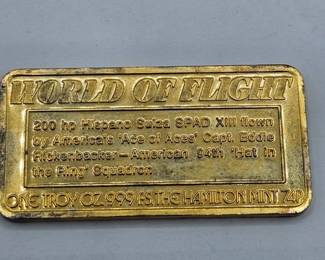 WORLD OF FLIGHT
200 hp Hispano Suiza SPAD XIII flown
by America's 'Ace of Aces' Capt. Eddie
Rickenbacker—American 94th 'Hat in
the Ring' Squadron
ONE TROY OZ. 999 F.S. THE HAMILTON MINT